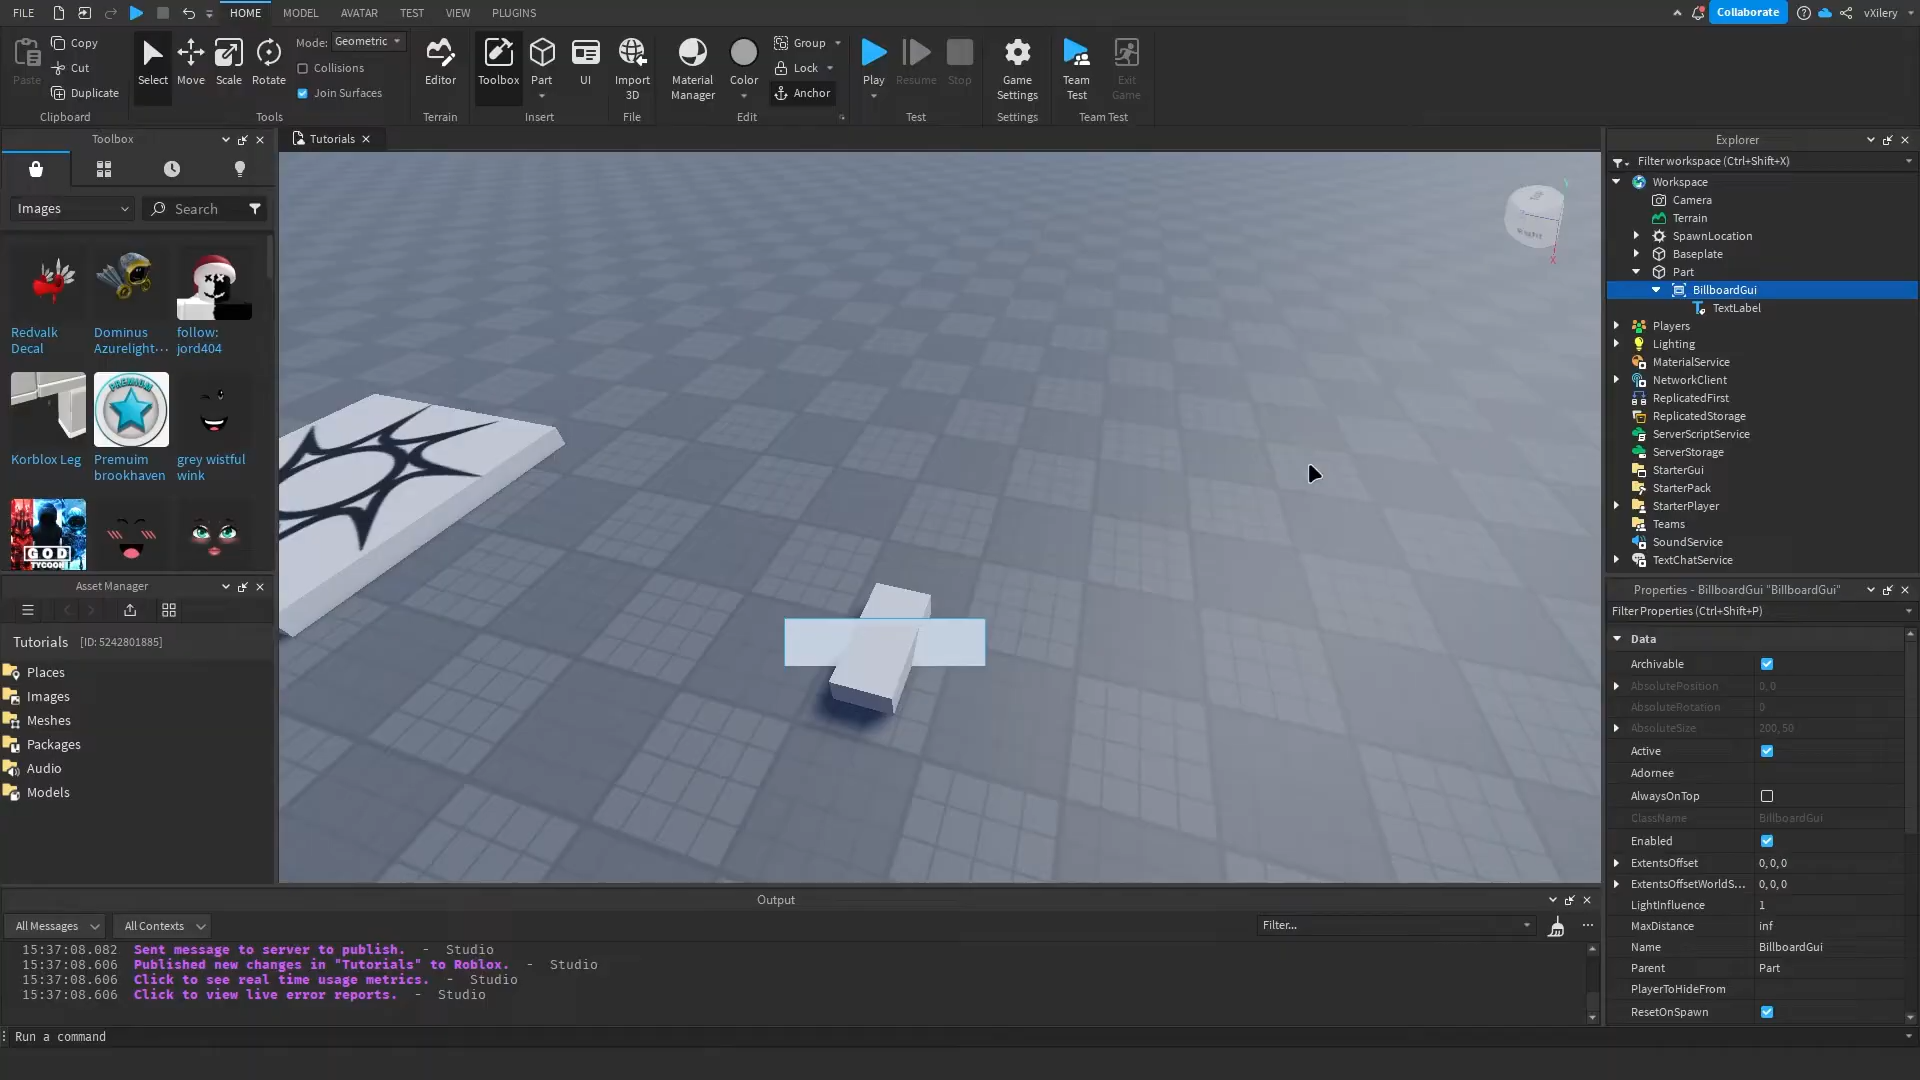 FILE HOME MODEL AVATAR TEST VIEW PLUGINS Collaborate vXilery
Copy
Cut
Duplicate
Paste
Clipboard
Select Move Scale Rotate
Mode: Geometric
Collisions
Join Surfaces
Tools
Editor
Terrain
Toolbox Part UI
Insert
Import
3D
File
Material
Manager
Color
Group
Lock
Anchor
Edit
Play Resume Stop
Test
Game
Settings
Settings
Team
Test
Exit
Game
Team Test
Toolbox
Images Search
Redvalk
Decal
Dominus
Azurelight...
follow:
jord404
PREMIUM
Korblox Leg
Premuim
brookhaven
grey wistful
wink
GOD
TYCOON
Asset Manager
Tutorials [ID: 5242801885]
Places
Images
Meshes
Packages
Audio
Models
Tutorials
Y
X
Output
All Messages All Contexts Filter...
15:37:08.082 Sent message to server to publish. - Studio
15:37:08.606 Published new changes in "Tutorials" to Roblox. - Studio
15:37:08.606 Click to see real time usage metrics. - Studio
15:37:08.606 Click to view live error reports. - Studio
Run a command
Explorer
Filter workspace (Ctrl+Shift+X)
Workspace
Camera
Terrain
SpawnLocation
Baseplate
Part
BillboardGui
TextLabel
Players
Lighting
MaterialService
NetworkClient
ReplicatedFirst
ReplicatedStorage
ServerScriptService
ServerStorage
StarterGui
StarterPack
StarterPlayer
Teams
SoundService
TextChatService
Properties - BillboardGui "BillboardGui"
Filter Properties (Ctrl+Shift+P)
Data
Archivable
AbsolutePosition 0, 0
AbsoluteRotation 0
AbsoluteSize 200, 50
Active
Adornee
AlwaysOnTop
ClassName BillboardGui
Enabled
ExtentsOffset 0, 0, 0
ExtentsOffsetWorldS... 0, 0, 0
LightInfluence 1
MaxDistance inf
Name BillboardGui
Parent Part
PlayerToHideFrom
ResetOnSpawn